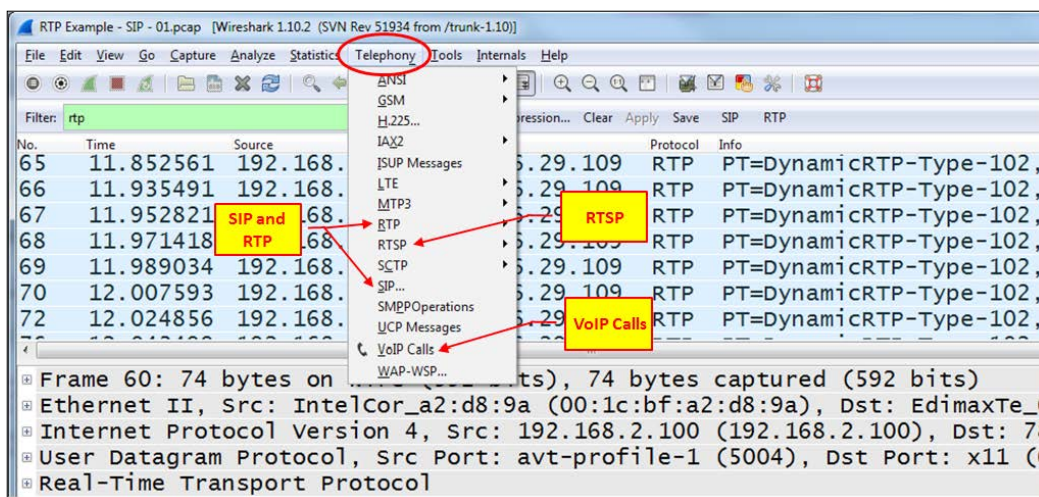 RTP Example - SIP - 01.pcap [Wireshark 1.10.2 (SVN Rev 51934 from /trunk-1.10)]
File Edit View Go Capture Analyze Statistics Telephony Tools Internals Help
Filter: rtp Clear Apply Save SIP RTP
No. Time Source Protocol Info
65 11.852561 192.168. .29.109 RTP PT=DynamicRTP-Type-102,
66 11.935491 192.168. .29.109 RTP PT=DynamicRTP-Type-102,
67 11.952821 .168. RTP PT=DynamicRTP-Type-102,
68 11.971418 .168. RTP PT=DynamicRTP-Type-102,
69 11.989034 192.168. .29.109 RTP PT=DynamicRTP-Type-102,
70 12.007593 192.168. .29.109 RTP PT=DynamicRTP-Type-102,
72 12.024856 192.168. RTP PT=DynamicRTP-Type-102,
ANSI
GSM
H.225...
IAX2
ISUP Messages
LTE
MTP3
RTP
RTSP
SCTP
SIP...
SMPPOperations
UCP Messages
VoIP Calls
WAP-WSP...
SIP and
RTP
RTSP
VoIP Calls
Frame 60: 74 bytes on bits), 74 bytes captured (592 bits)
Ethernet II, Src: IntelCor_a2:d8:9a (00:1c:bf:a2:d8:9a), Dst: EdimaxTe_
Internet Protocol Version 4, Src: 192.168.2.100 (192.168.2.100), Dst:
User Datagram Protocol, Src Port: avt-profile-1 (5004), Dst Port: x11 (
Real-Time Transport Protocol